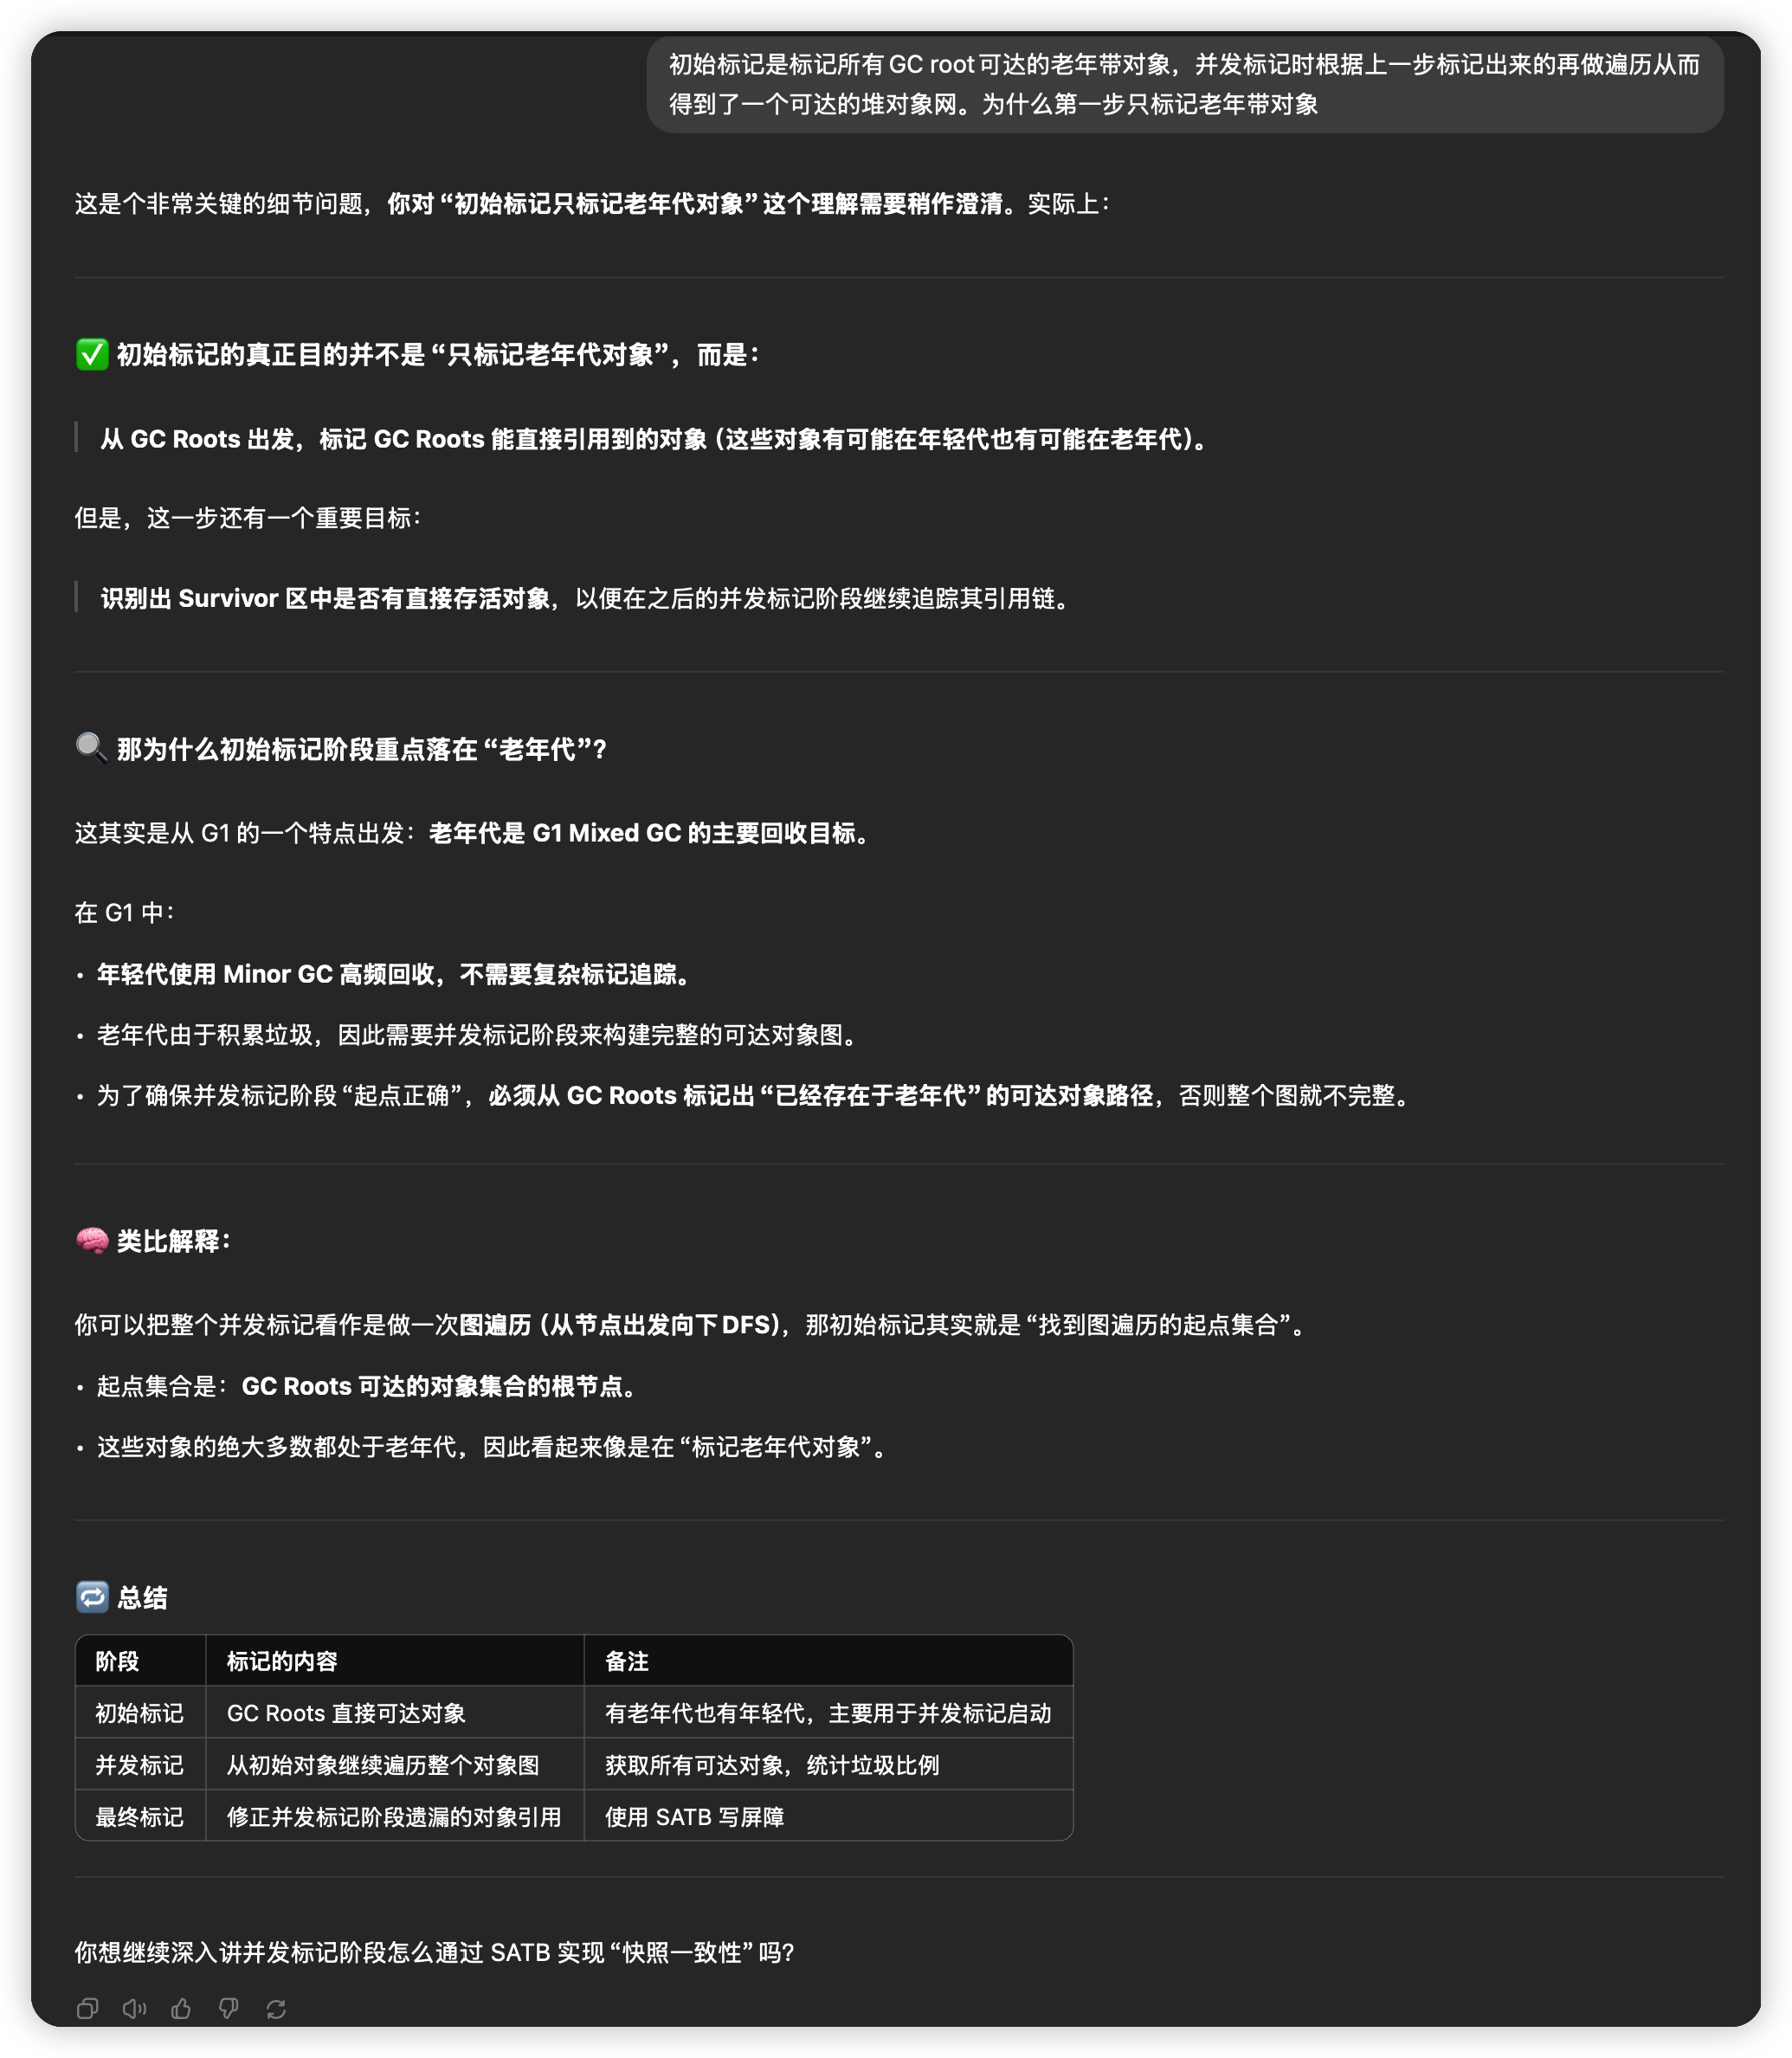 初始标记是标记所有 GC root 可达的老年带对象，并发标记时根据上一步标记出来的再做遍历从而
得到了一个可达的堆对象网。为什么第一步只标记老年带对象
这是个非常关键的细节问题，你对“初始标记只标记老年代对象”这个理解需要稍作澄清。实际上：
✅ 初始标记的真正目的并不是“只标记老年代对象”，而是：
从 GC Roots 出发，标记 GC Roots 能直接引用到的对象（这些对象有可能在年轻代也有可能在老年代）。
但是，这一步还有一个重要目标：
识别出 Survivor 区中是否有直接存活对象，以便在之后的并发标记阶段继续追踪其引用链。
🔍 那为什么初始标记阶段重点落在“老年代”？
这其实是从 G1 的一个特点出发：老年代是 G1 Mixed GC 的主要回收目标。
在 G1 中：
• 年轻代使用 Minor GC 高频回收，不需要复杂标记追踪。
• 老年代由于积累垃圾，因此需要并发标记阶段来构建完整的可达对象图。
• 为了确保并发标记阶段“起点正确”，必须从 GC Roots 标记出“已经存在于老年代”的可达对象路径，否则整个图就不完整。
🧠 类比解释：
你可以把整个并发标记看作是做一次图遍历（从节点出发向下 DFS），那初始标记其实就是“找到图遍历的起点集合”。
• 起点集合是：GC Roots 可达的对象集合的根节点。
• 这些对象的绝大多数都处于老年代，因此看起来像是在“标记老年代对象”。
🔁 总结
阶段 标记的内容 备注
初始标记 GC Roots 直接可达对象 有老年代也有年轻代，主要用于并发标记启动
并发标记 从初始对象继续遍历整个对象图 获取所有可达对象，统计垃圾比例
最终标记 修正并发标记阶段遗漏的对象引用 使用 SATB 写屏障
你想继续深入讲并发标记阶段怎么通过 SATB 实现“快照一致性”吗？